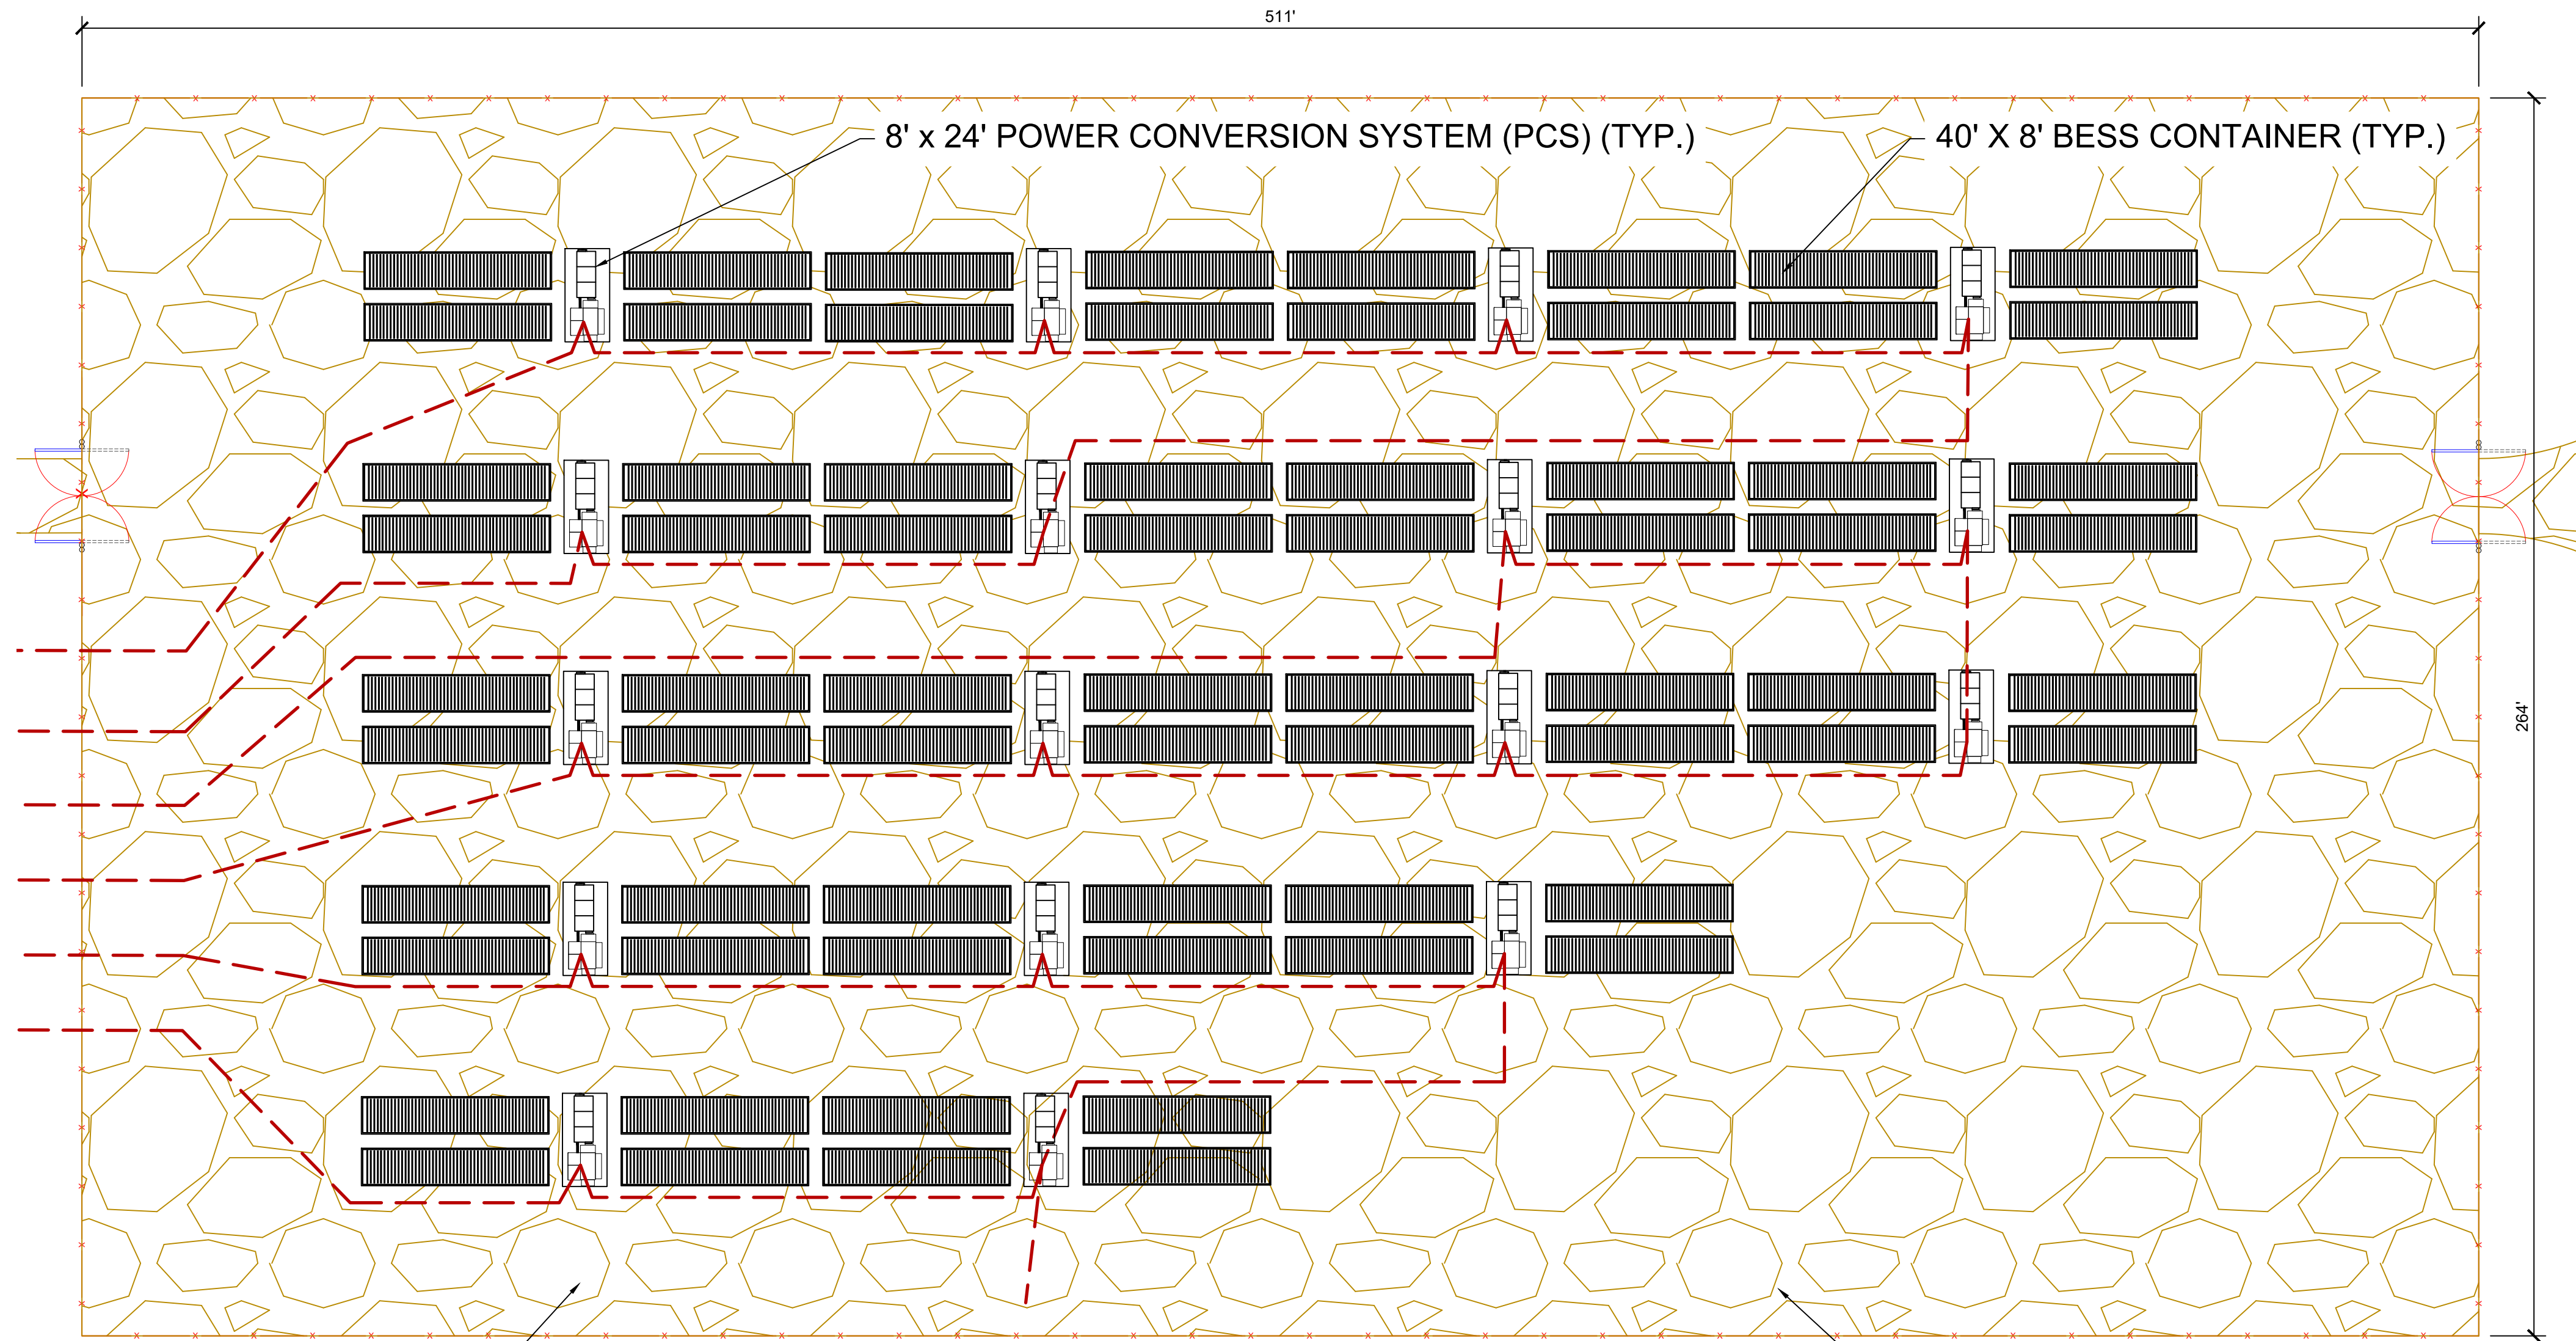 511'
8' x 24' POWER CONVERSION SYSTEM (PCS) (TYP.)
40' X 8' BESS CONTAINER (TYP.)
264'